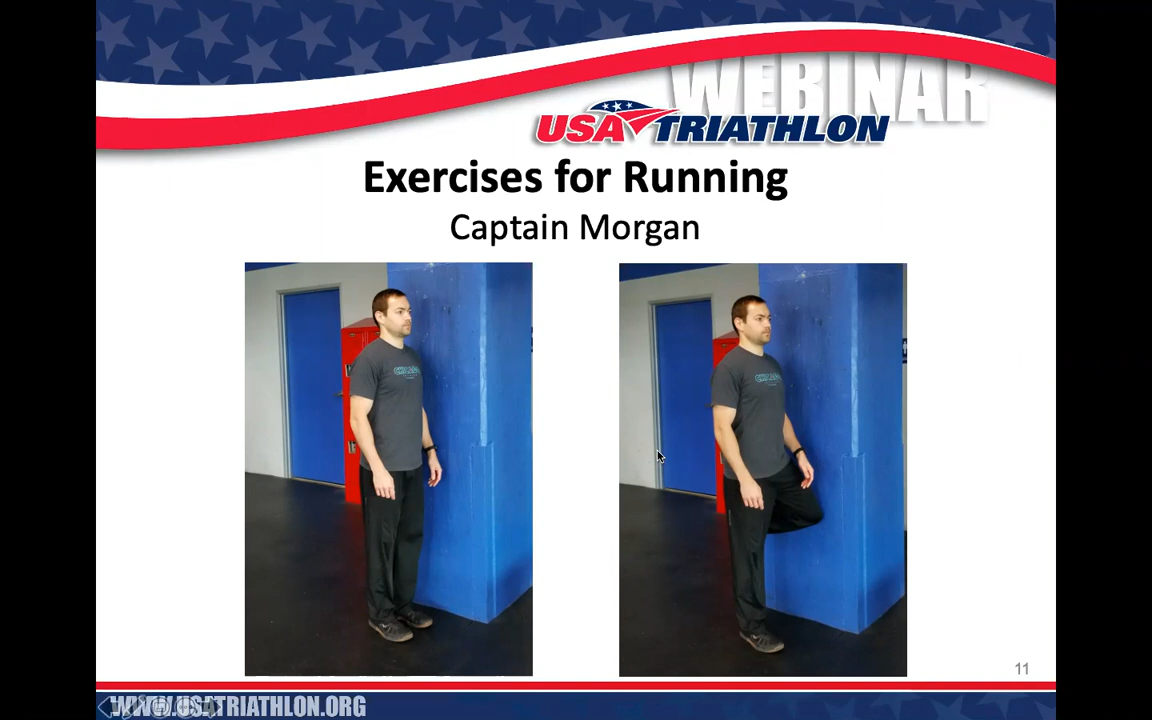 WEBINAR
USA TRIATHLON
Exercises for Running
Captain Morgan
11
WWW.USATRIATHLON.ORG